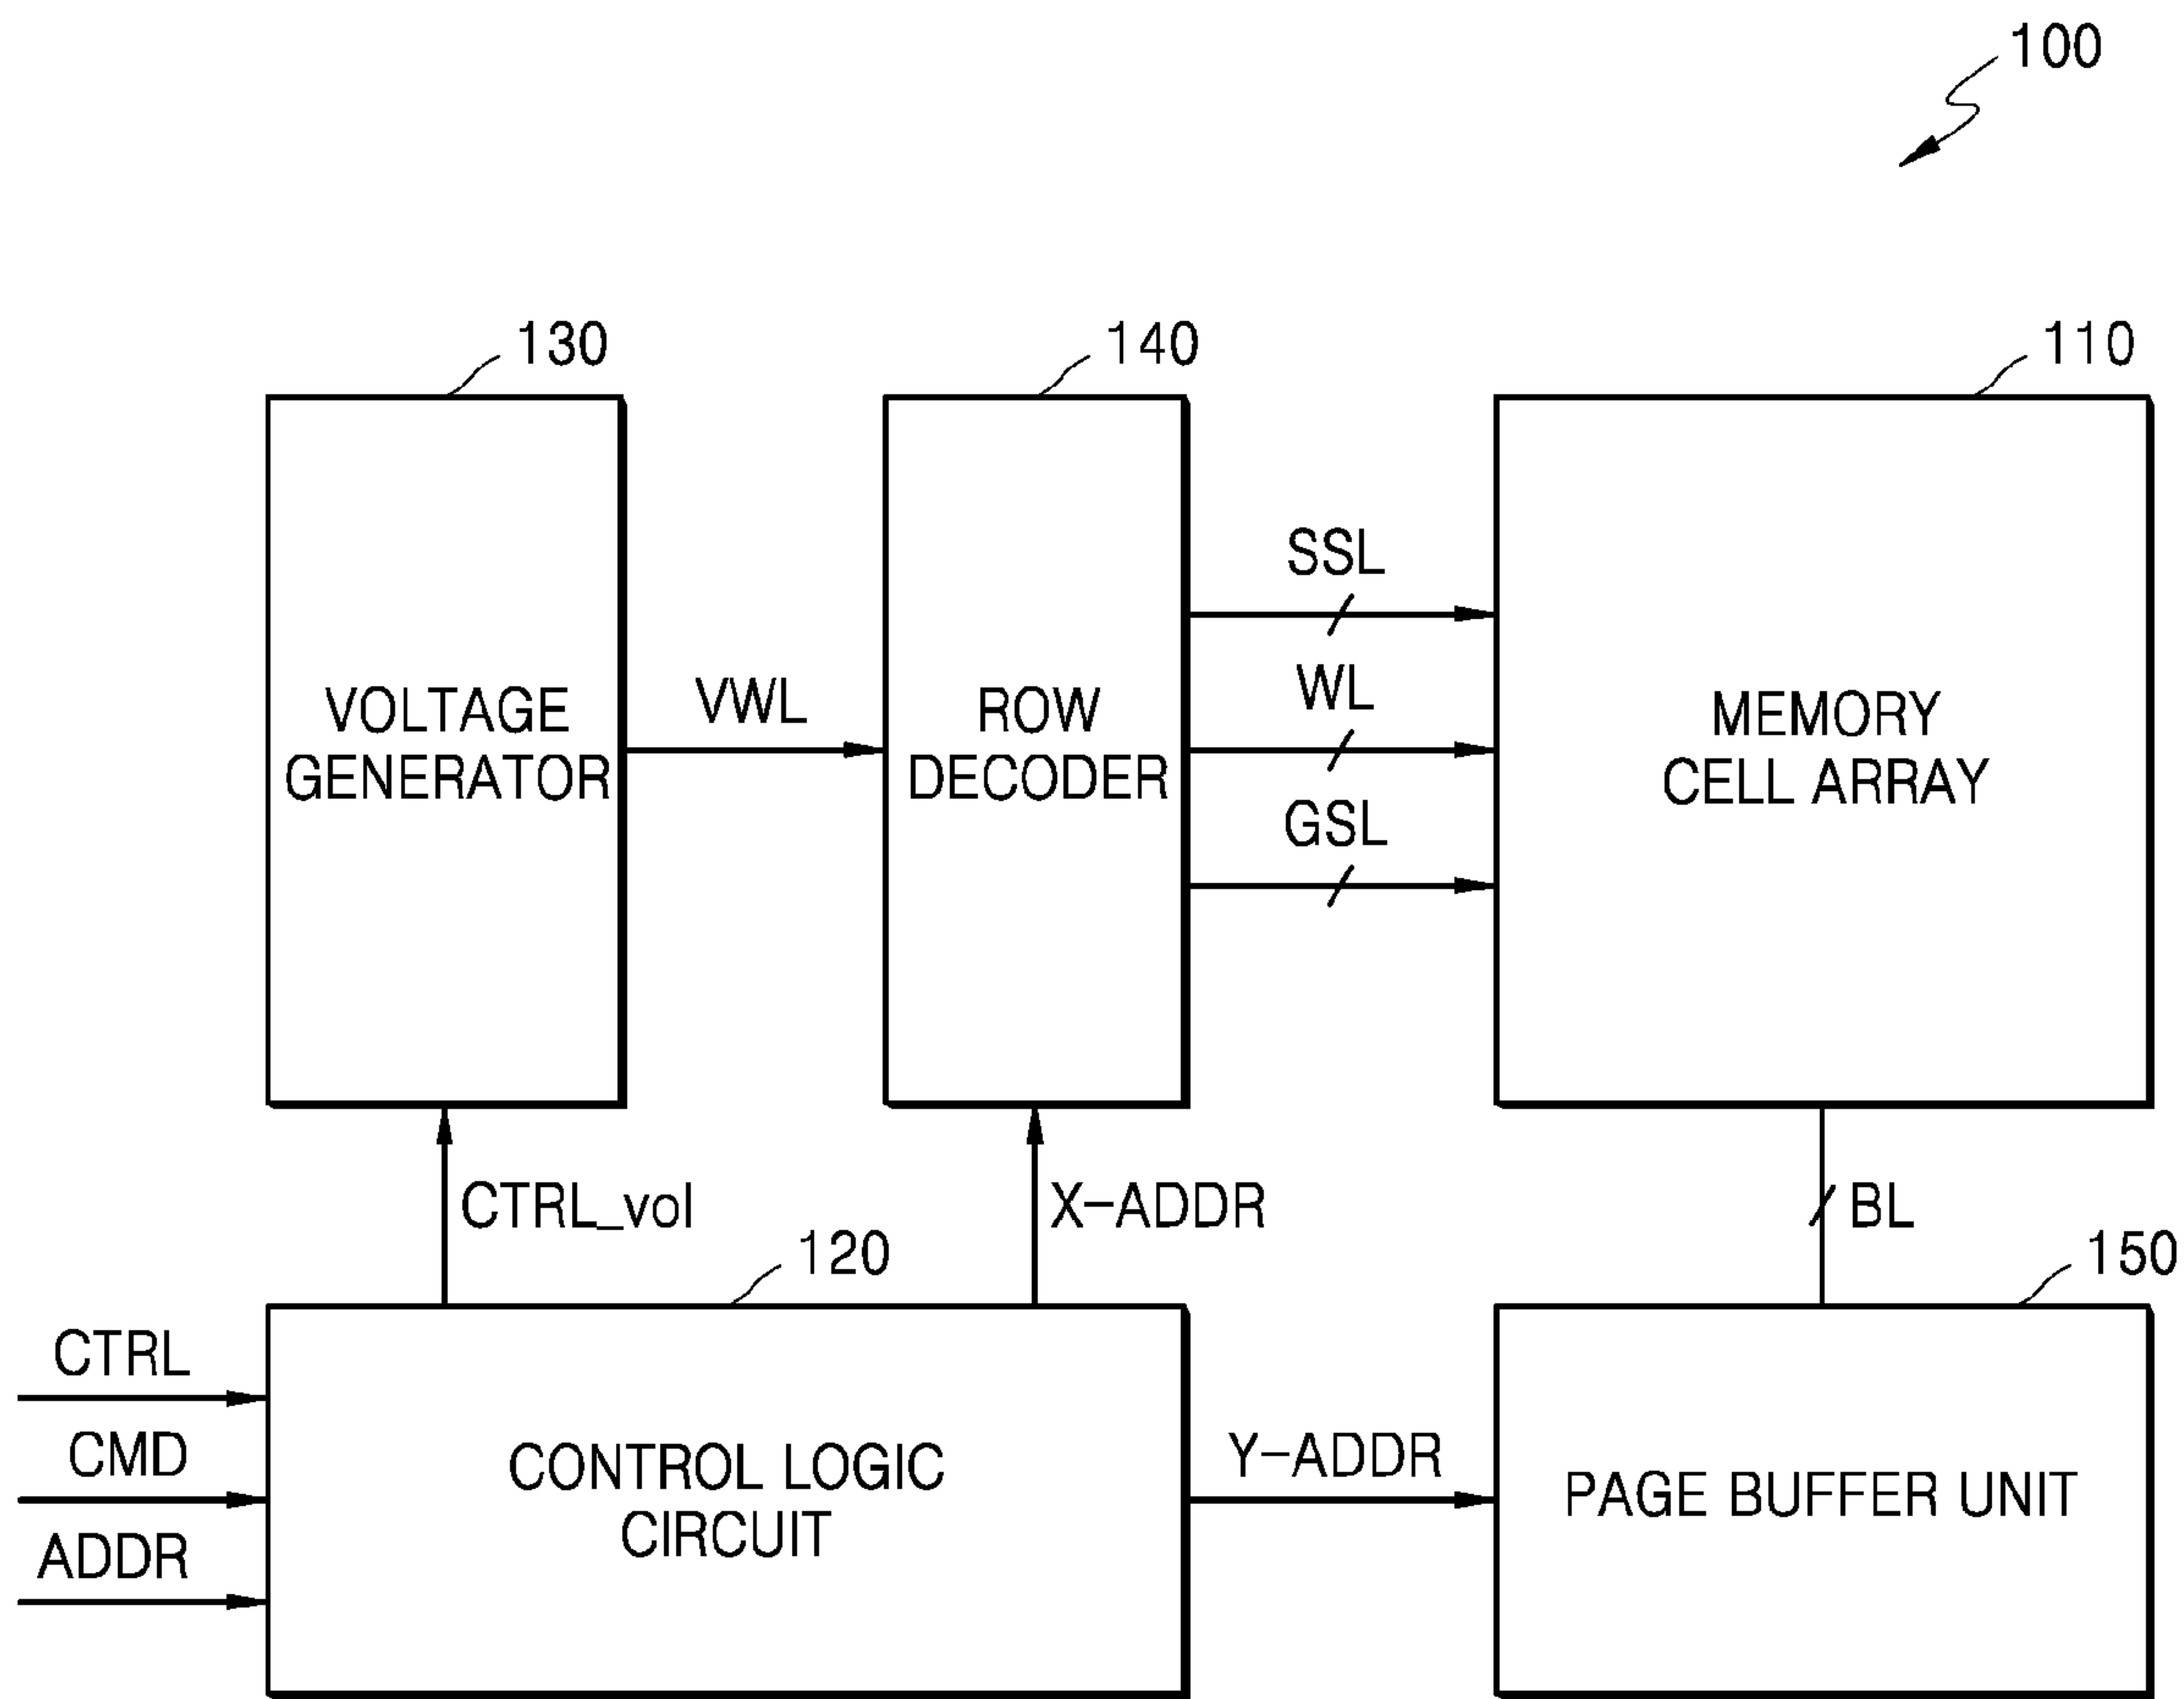 100
130
140
110
VOLTAGE
GENERATOR
VWL
ROW
DECODER
SSL
WL
GSL
MEMORY
CELL ARRAY
CTRL_vol
X-ADDR
BL
120
150
CTRL
CMD
ADDR
CONTROL LOGIC
CIRCUIT
Y-ADDR
PAGE BUFFER UNIT